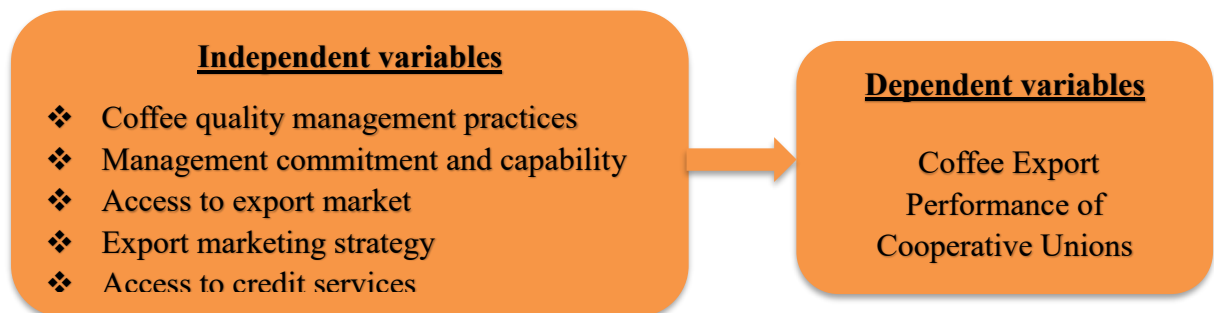 Independent variables
❖ Coffee quality management practices
❖ Management commitment and capability
❖ Access to export market
❖ Export marketing strategy
❖ Access to credit services
Dependent variables
Coffee Export
Performance of
Cooperative Unions